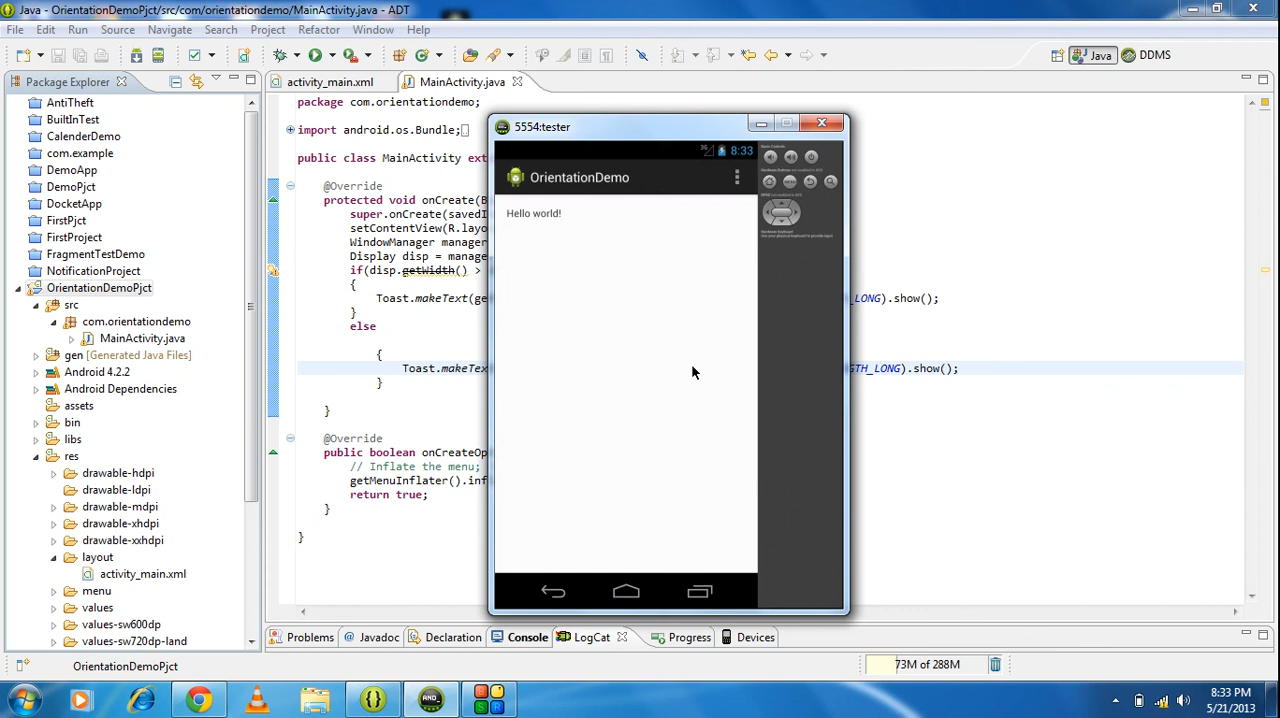 Java - OrientationDemoPjct/src/com/orientationdemo/MainActivity.java - ADT
File Edit Run Source Search Project Refactor Navigate Window Help
Java DDMS
Package Explorer
AntiTheft
BuiltInTest
CalenderDemo
com.example
DemoApp
DemoPjct
DoctorApp
FirstPjct
FirstProject
FragmentTestDemo
NotificationProject
OrientationDemoPjct
src
com.orientationdemo
MainActivity.java
gen [Generated Java Files]
Android 4.2.2
Android Dependencies
assets
bin
libs
res
drawable-hdpi
drawable-ldpi
drawable-mdpi
drawable-xhdpi
drawable-xxhdpi
layout
activity_main.xml
menu
values
values-sw600dp
values-sw720dp-land
activity_main.xml MainActivity.java
package com.orientationdemo;
import android.os.Bundle;
public class MainActivity ext
@Override
protected void onCreate(B
super.onCreate(savedI
setContentView(R.layo
WindowManager manager
Display disp = manage
if(disp.getWidth() >
{
Toast.makeText(ge _LONG).show();
}
else
{
Toast.makeTex GTH_LONG).show();
}
}
@Override
public boolean onCreateOp
// Inflate the menu;
getMenuInflater().inf
return true;
}
}
5554:tester
3G 8:33
OrientationDemo
Hello world!
MENU
Problems Javadoc Declaration Console LogCat Progress Devices
OrientationDemoPjct
73M of 288M
8:33 PM
5/21/2013